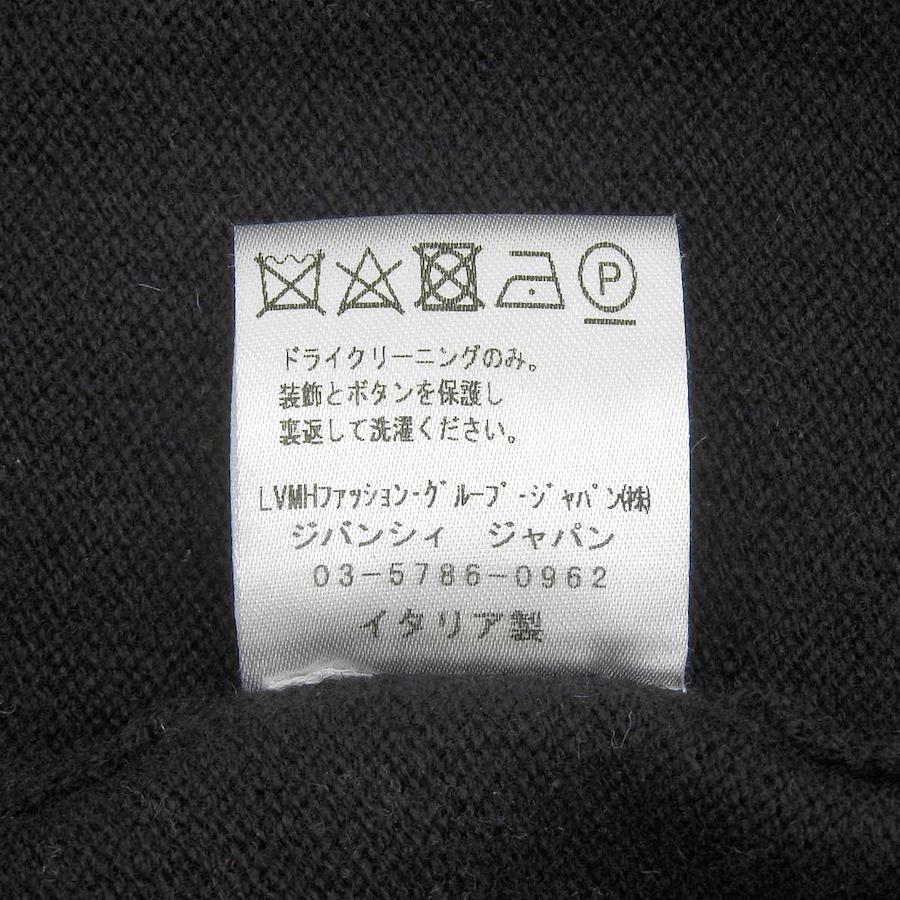 P
ドライクリーニングのみ。
装飾とボタンを保護し
裏返して洗濯ください。
LVMHファッション・グループ・ジャパン(株)
ジバンシィ ジャパン
03-5786-0962
イタリア製